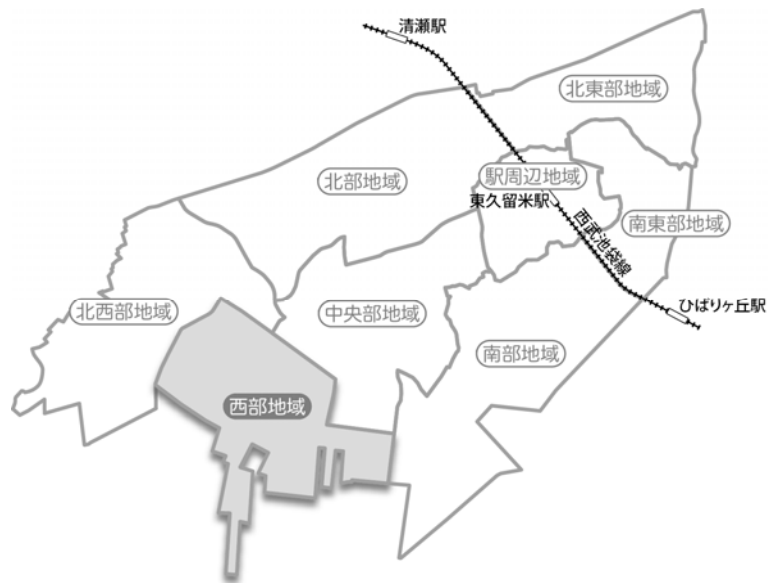 清瀬駅
北東部地域
北部地域
駅周辺地域
東久留米駅
南東部地域
西武池袋線
北西部地域
中央部地域
ひばりヶ丘駅
南部地域
西部地域